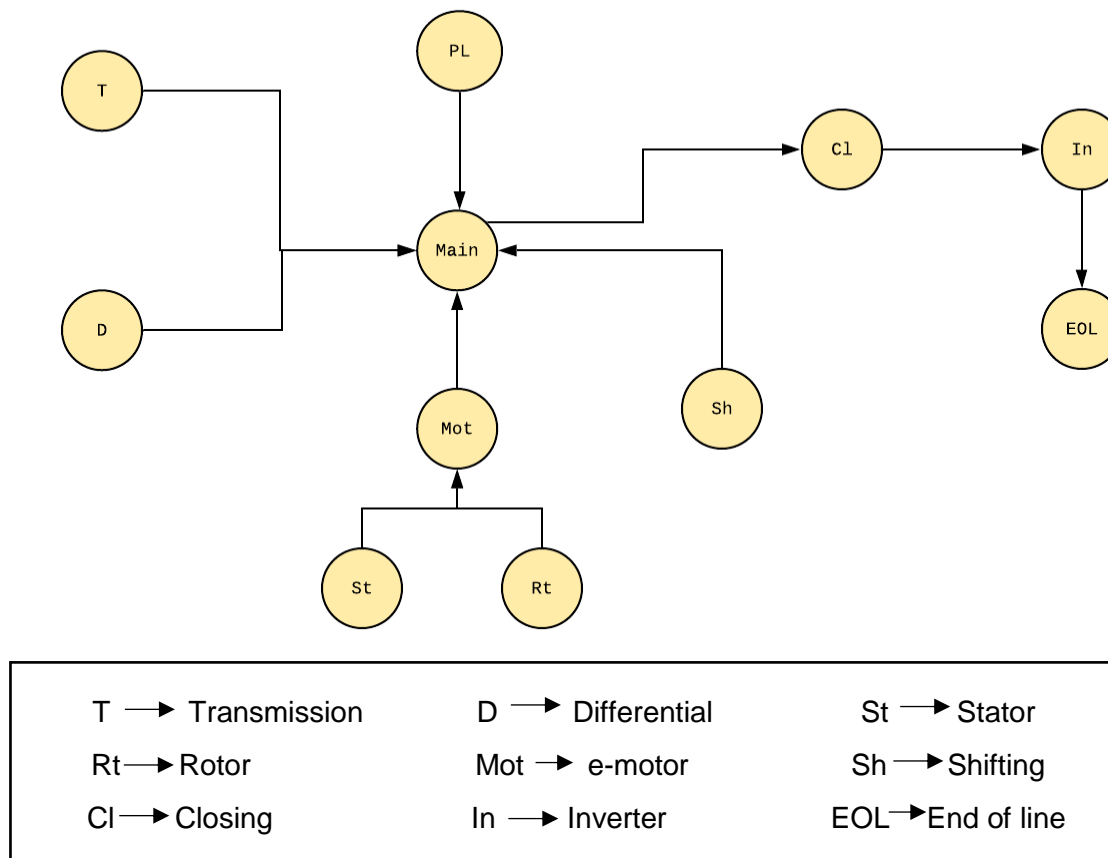 PL
T
Cl
In
Main
D
EOL
Mot
Sh
St
Rt
T → Transmission D → Differential St → Stator
Rt → Rotor Mot → e-motor Sh → Shifting
Cl → Closing In → Inverter EOL → End of line